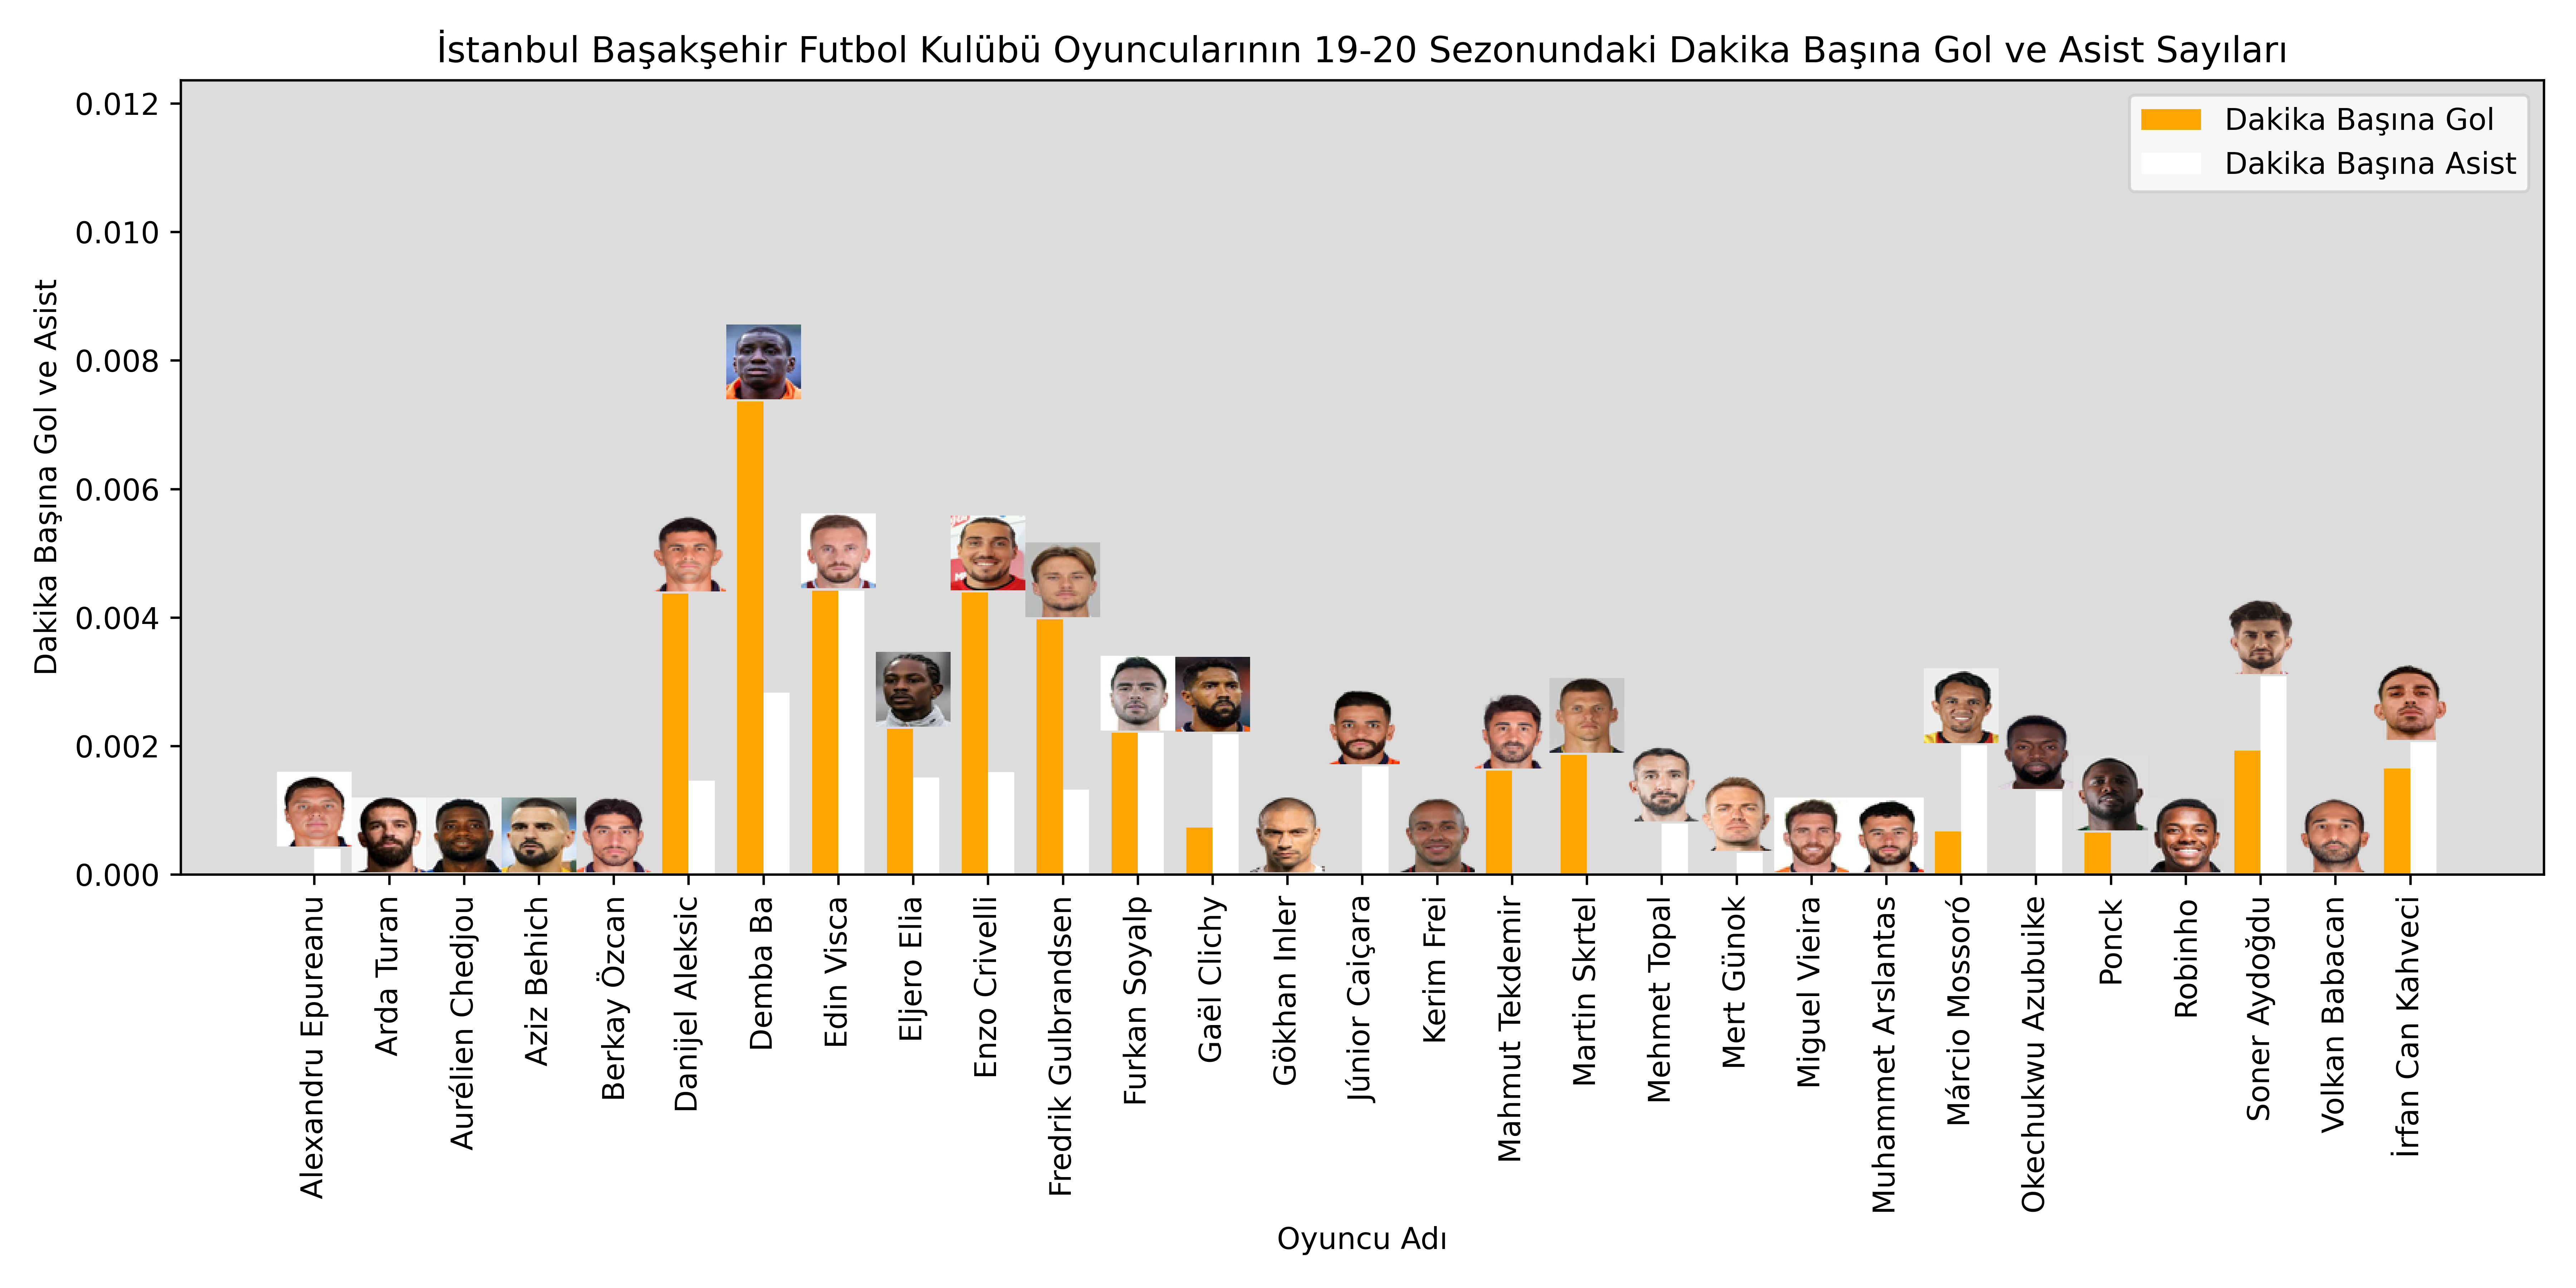 İstanbul Başakşehir Futbol Kulübü Oyuncularının 19-20 Sezonundaki Dakika Başına Gol ve Asist Sayıları
Dakika Başına Gol
Dakika Başına Asist
Dakika Başına Gol ve Asist
0.012
0.010
0.008
0.006
0.004
0.002
0.000
Alexandru Epureanu
Arda Turan
Aurélien Chedjou
Aziz Behich
Berkay Özcan
Danijel Aleksic
Demba Ba
Edin Visca
Eljero Elia
Enzo Crivelli
Fredrik Gulbrandsen
Furkan Soyalp
Gaël Clichy
Gökhan Inler
Júnior Caiçara
Kerim Frei
Mahmut Tekdemir
Martin Skrtel
Mehmet Topal
Mert Günok
Miguel Vieira
Muhammet Arslantas
Márcio Mossoró
Okechukwu Azubuike
Ponck
Robinho
Soner Aydoğdu
Volkan Babacan
İrfan Can Kahveci
Oyuncu Adı